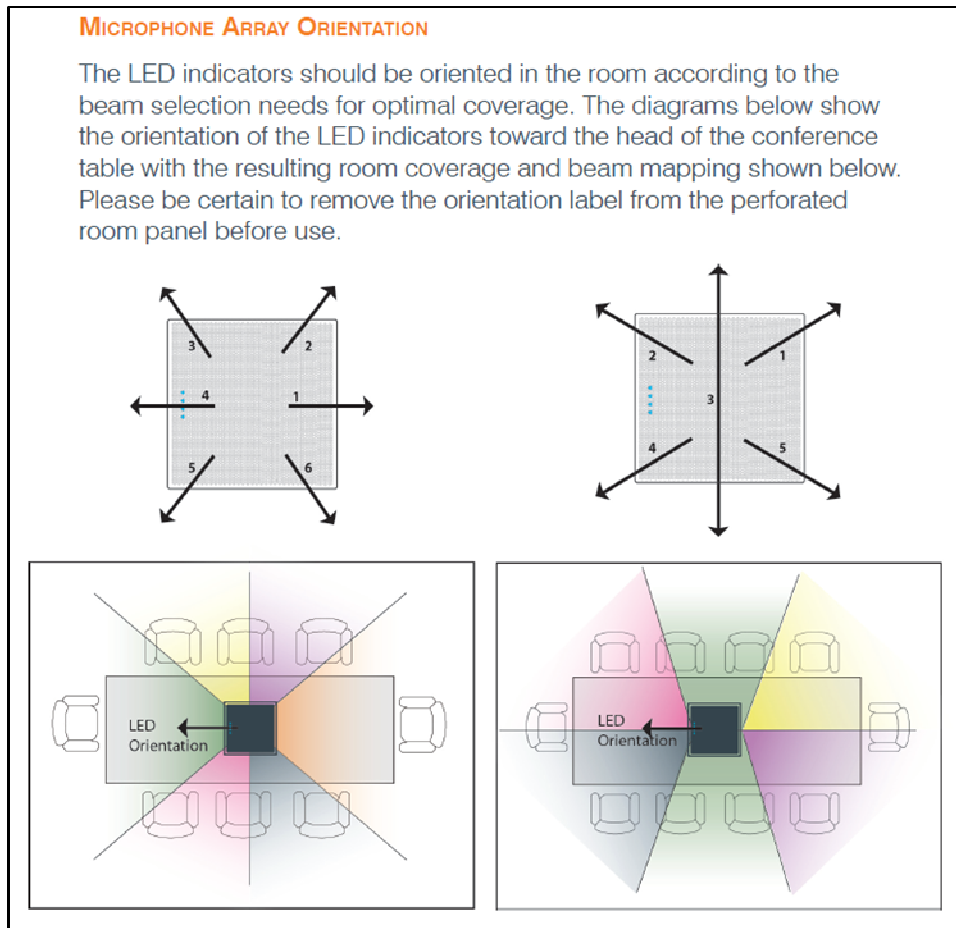 MICROPHONE ARRAY ORIENTATION
The LED indicators should be oriented in the room according to the
beam selection needs for optimal coverage. The diagrams below show
the orientation of the LED indicators toward the head of the conference
table with the resulting room coverage and beam mapping shown below.
Please be certain to remove the orientation label from the perforated
room panel before use.
3 2
4 1
5 6
2 1
3
4 5
LED
Orientation
LED
Orientation